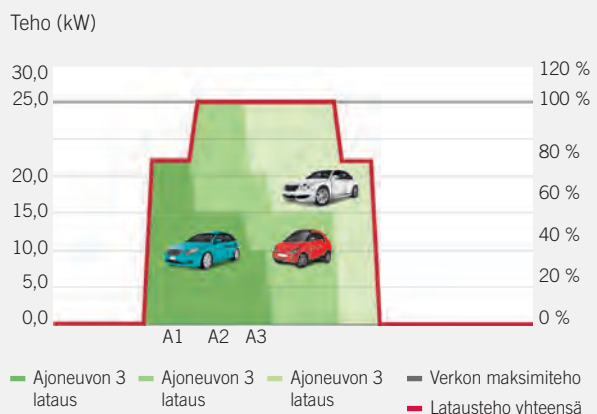 Teho (kW)
30,0
25,0
20,0
15,0
10,0
5,0
0,0
120 %
100 %
80 %
60 %
40 %
20 %
0 %
A1 A2 A3
Ajoneuvon 3 lataus
Ajoneuvon 3 lataus
Ajoneuvon 3 lataus
Verkon maksimiteho
Latausteho yhteensä